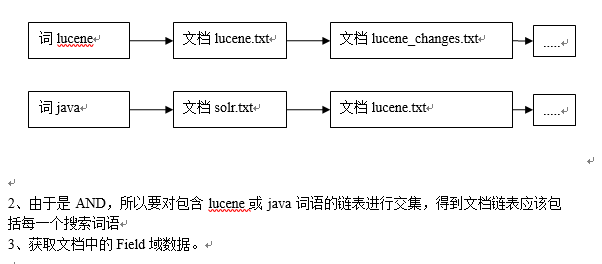 词 lucene 文档 lucene.txt 文档 lucene_changes.txt .....
词 java 文档 solr.txt 文档 lucene.txt .....
2、由于是 AND，所以要对包含 lucene 或 java 词语的链表进行交集，得到文档链表应该包
括每一个搜索词语
3、获取文档中的 Field 域数据。